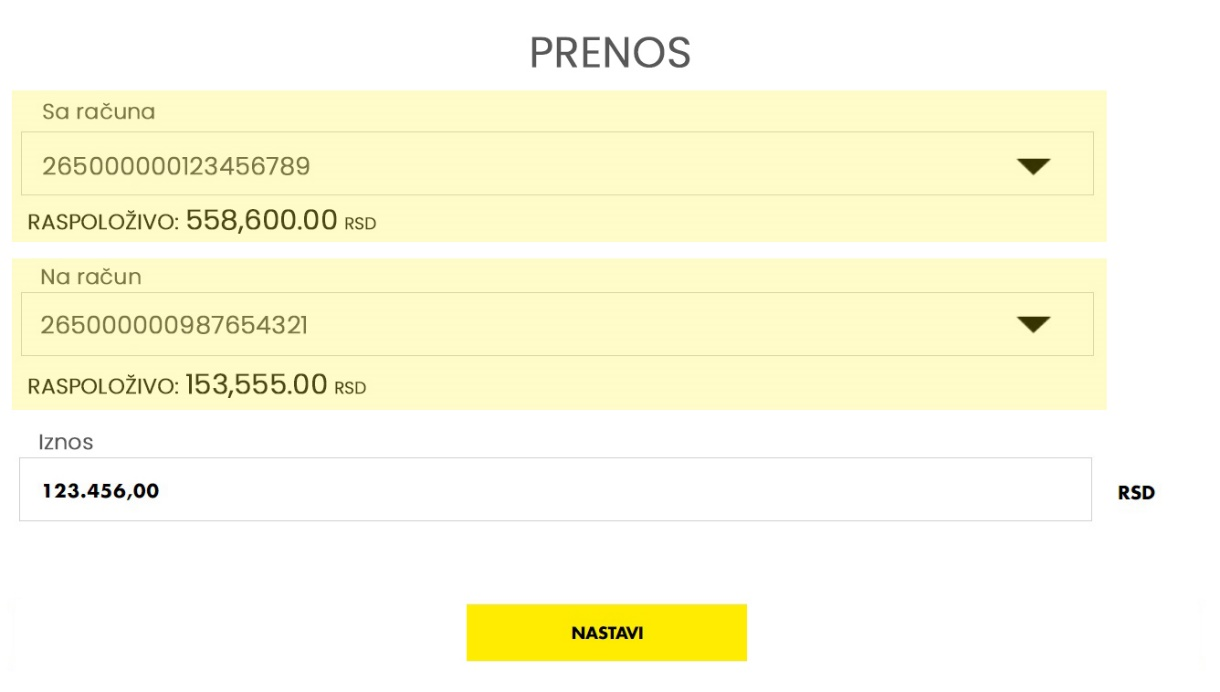 PRENOS
Sa računa
265000000123456789
RASPOLOŽIVO: 558,600.00 RSD
Na račun
265000000987654321
RASPOLOŽIVO: 153,555.00 RSD
Iznos
123.456,00 RSD
NASTAVI